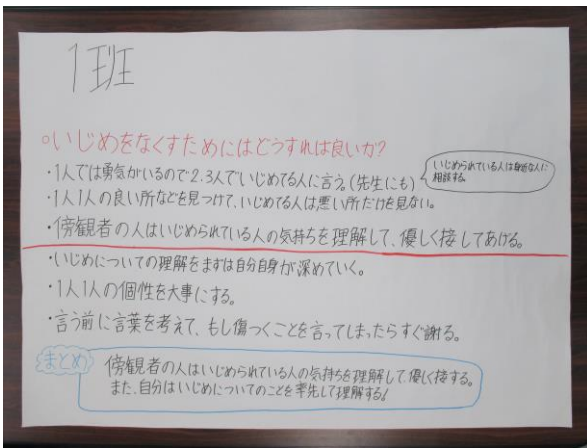 1班
○いじめをなくすためにはどうすれば良いか?
・1人では勇気がいるので2.3人でいじめてる人に言う。(先生にも)
いじめられている人は身近な人に
相談する。
・1人1人の良い所などを見つけて、いじめてる人は悪い所だけを見ない。
・傍観者の人はいじめられている人の気持ちを理解して、優しく接してあげる。
・いじめについての理解をまずは自分自身が深めていく。
・1人1人の個性を大事にする。
・言う前に言葉を考えて、もし傷つくことを言ってしまったらすぐ謝る。
まとめ
傍観者の人はいじめられている人の気持ちを理解して、優しく接する。
また、自分はいじめについてのことを率先して理解する!